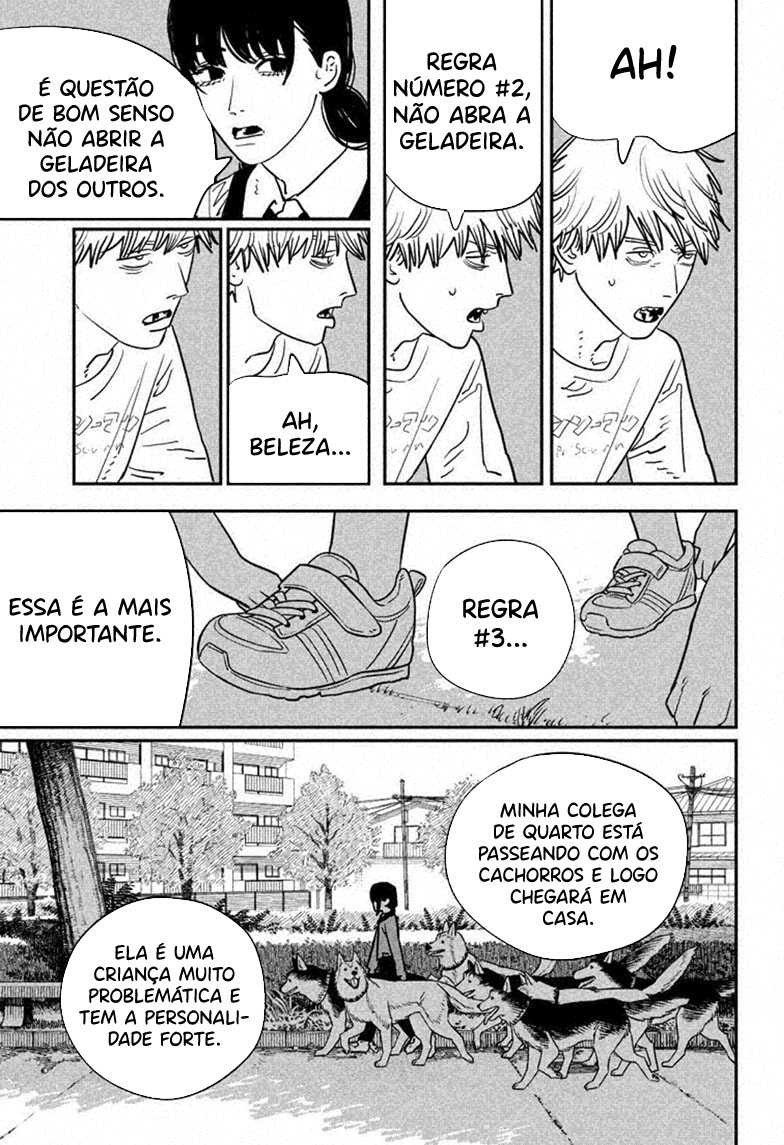 AH!
REGRA
NÚMERO #2,
NÃO ABRA A
GELADEIRA.
É QUESTÃO
DE BOM SENSO
NÃO ABRIR A
GELADEIRA
DOS OUTROS.
AH,
BELEZA...
REGRA
#3...
ESSA É A MAIS
IMPORTANTE.
MINHA COLEGA
DE QUARTO ESTÁ
PASSEANDO COM OS
CACHORROS E LOGO
CHEGARÁ EM
CASA.
ELA É UMA
CRIANÇA MUITO
PROBLEMÁTICA E
TEM A PERSONALI-
DADE FORTE.